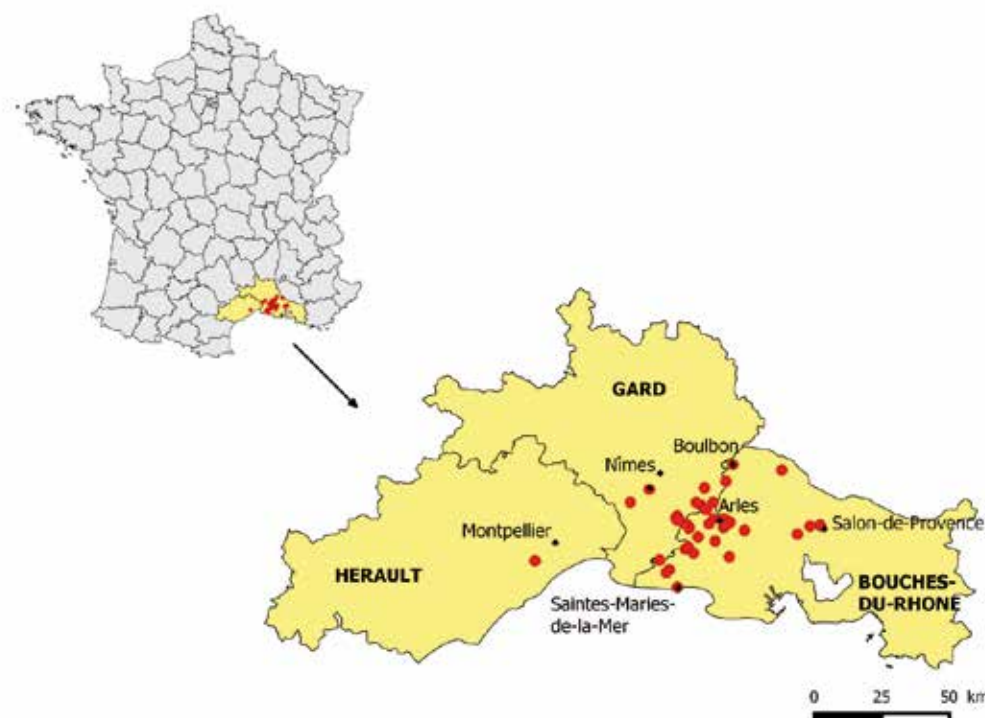 GARD
Boulbon
Nîmes
Arles
Montpellier
Salon-de-Provence
HERAULT
BOUCHES-
DU-RHONE
Saintes-Maries-
de-la-Mer
0 25 50 km